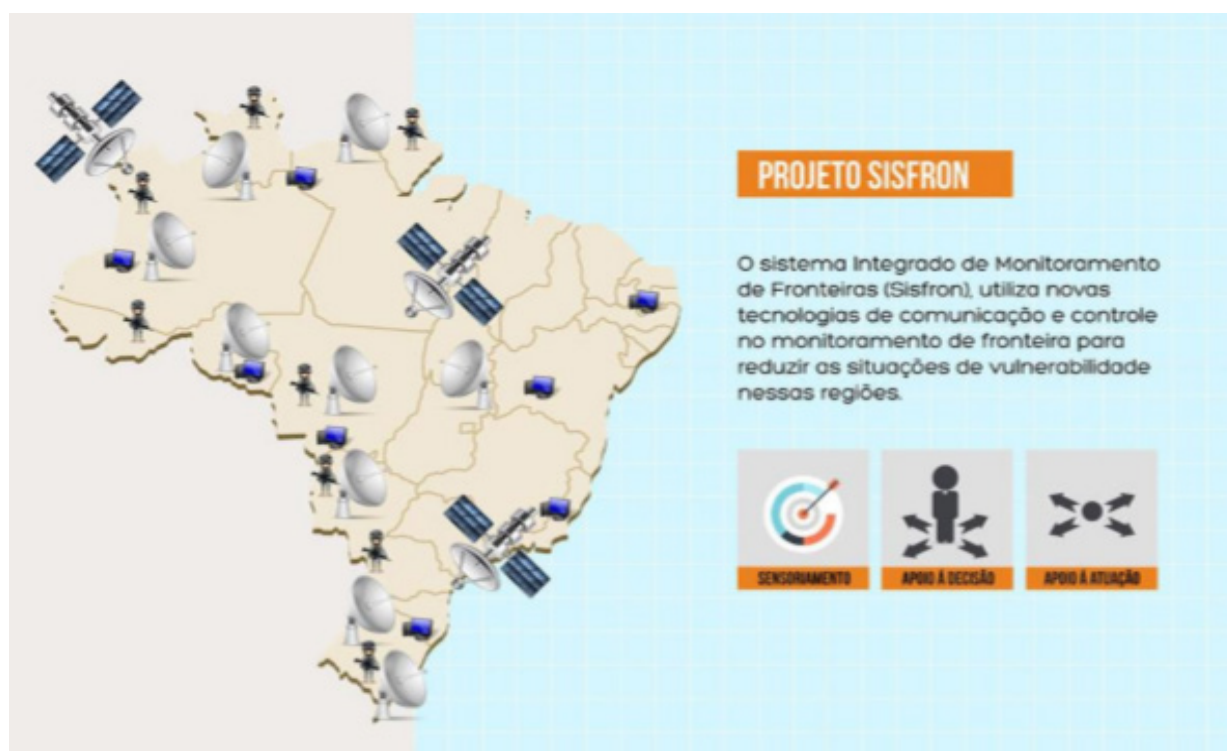 PROJETO SISFRON
O sistema Integrado de Monitoramento
de Fronteiras (Sisfron), utiliza novas
tecnologias de comunicação e controle
no monitoramento de fronteira para
reduzir as situações de vulnerabilidade
nessas regiões.
SENSORIAMENTO
APOIO À DECISÃO
APOIO À ATUAÇÃO